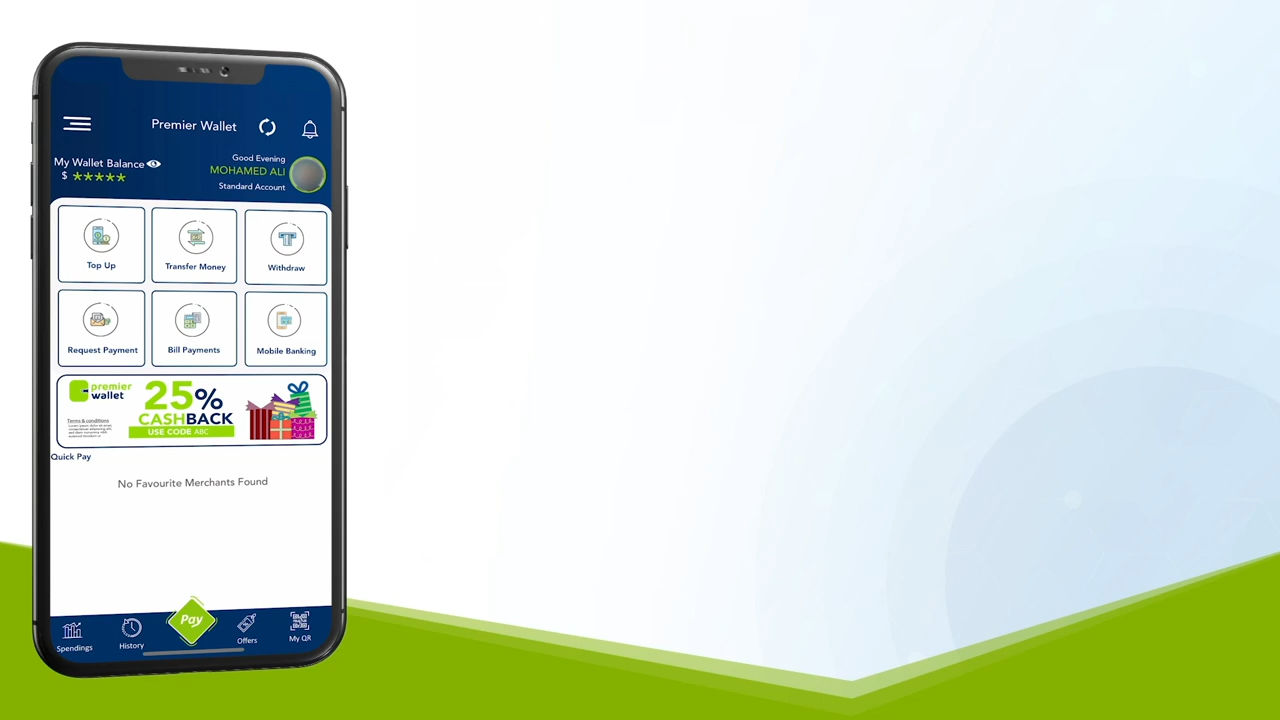 Premier Wallet
My Wallet Balance
$ *****
Good Evening
MOHAMED ALI
Standard Account
Top Up
Transfer Money
Withdraw
Request Payment
Bill Payments
Mobile Banking
premier
wallet
Terms & conditions
25%
CASHBACK
USE CODE ABC
Quick Pay
No Favourite Merchants Found
Spendings
History
Pay
Offers
My QR